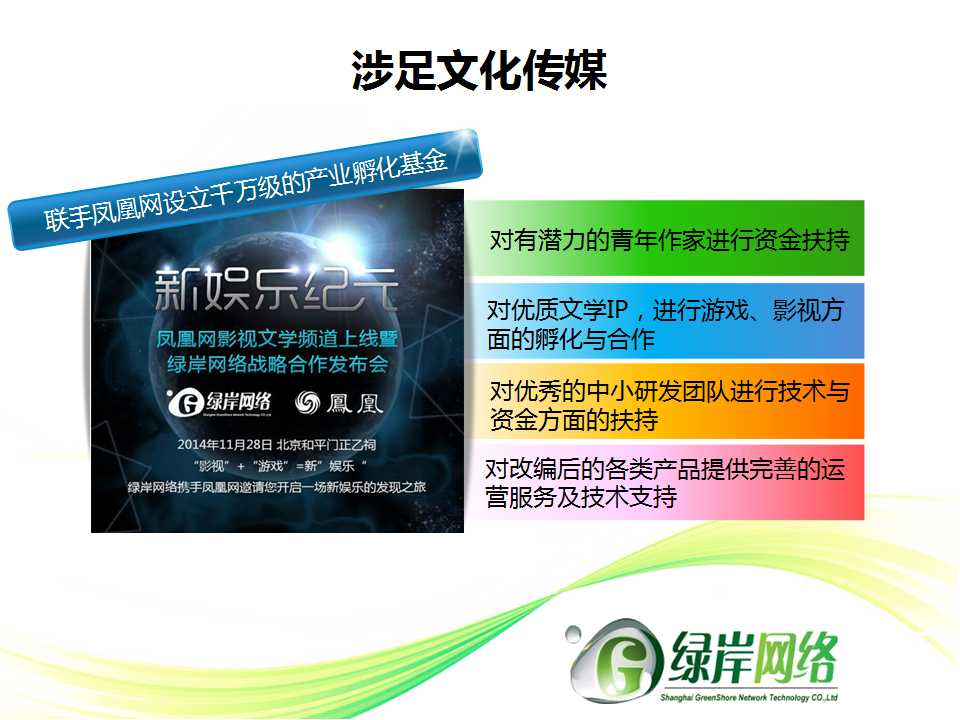 涉足文化传媒
联手凤凰网设立千万级的产业孵化基金
新娱乐纪元
凤凰网影视文学频道上线暨
绿岸网络战略合作发布会
G绿岸网络
鳳凰
2014年11月28日 北京和平门正乙祠
“影视”+“游戏”=新”娱乐“
绿岸网络携手凤凰网邀请您开启一场新娱乐的发现之旅
对有潜力的青年作家进行资金扶持
对优质文学IP，进行游戏、影视方
面的孵化与合作
对优秀的中小研发团队进行技术与
资金方面的扶持
对改编后的各类产品提供完善的运
营服务及技术支持
G绿岸网络
Shanghai GreenShore Network Technology CO.,Ltd